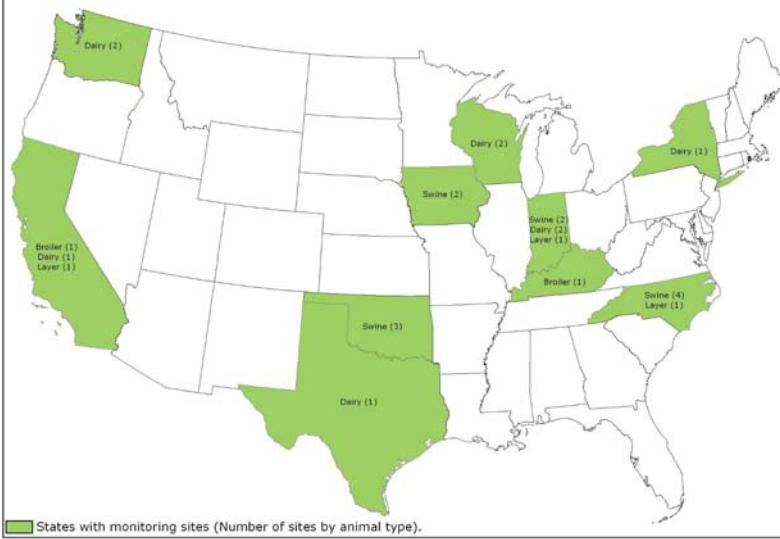 Dairy (2)
Dairy (2)
Dairy (1)
Swine (2)
Swine (2)
Dairy (2)
Layer (1)
Broiler (1)
Dairy (1)
Layer (1)
Broiler (1)
Swine (4)
Layer (1)
Swine (3)
Dairy (1)
States with monitoring sites (Number of sites by animal type).